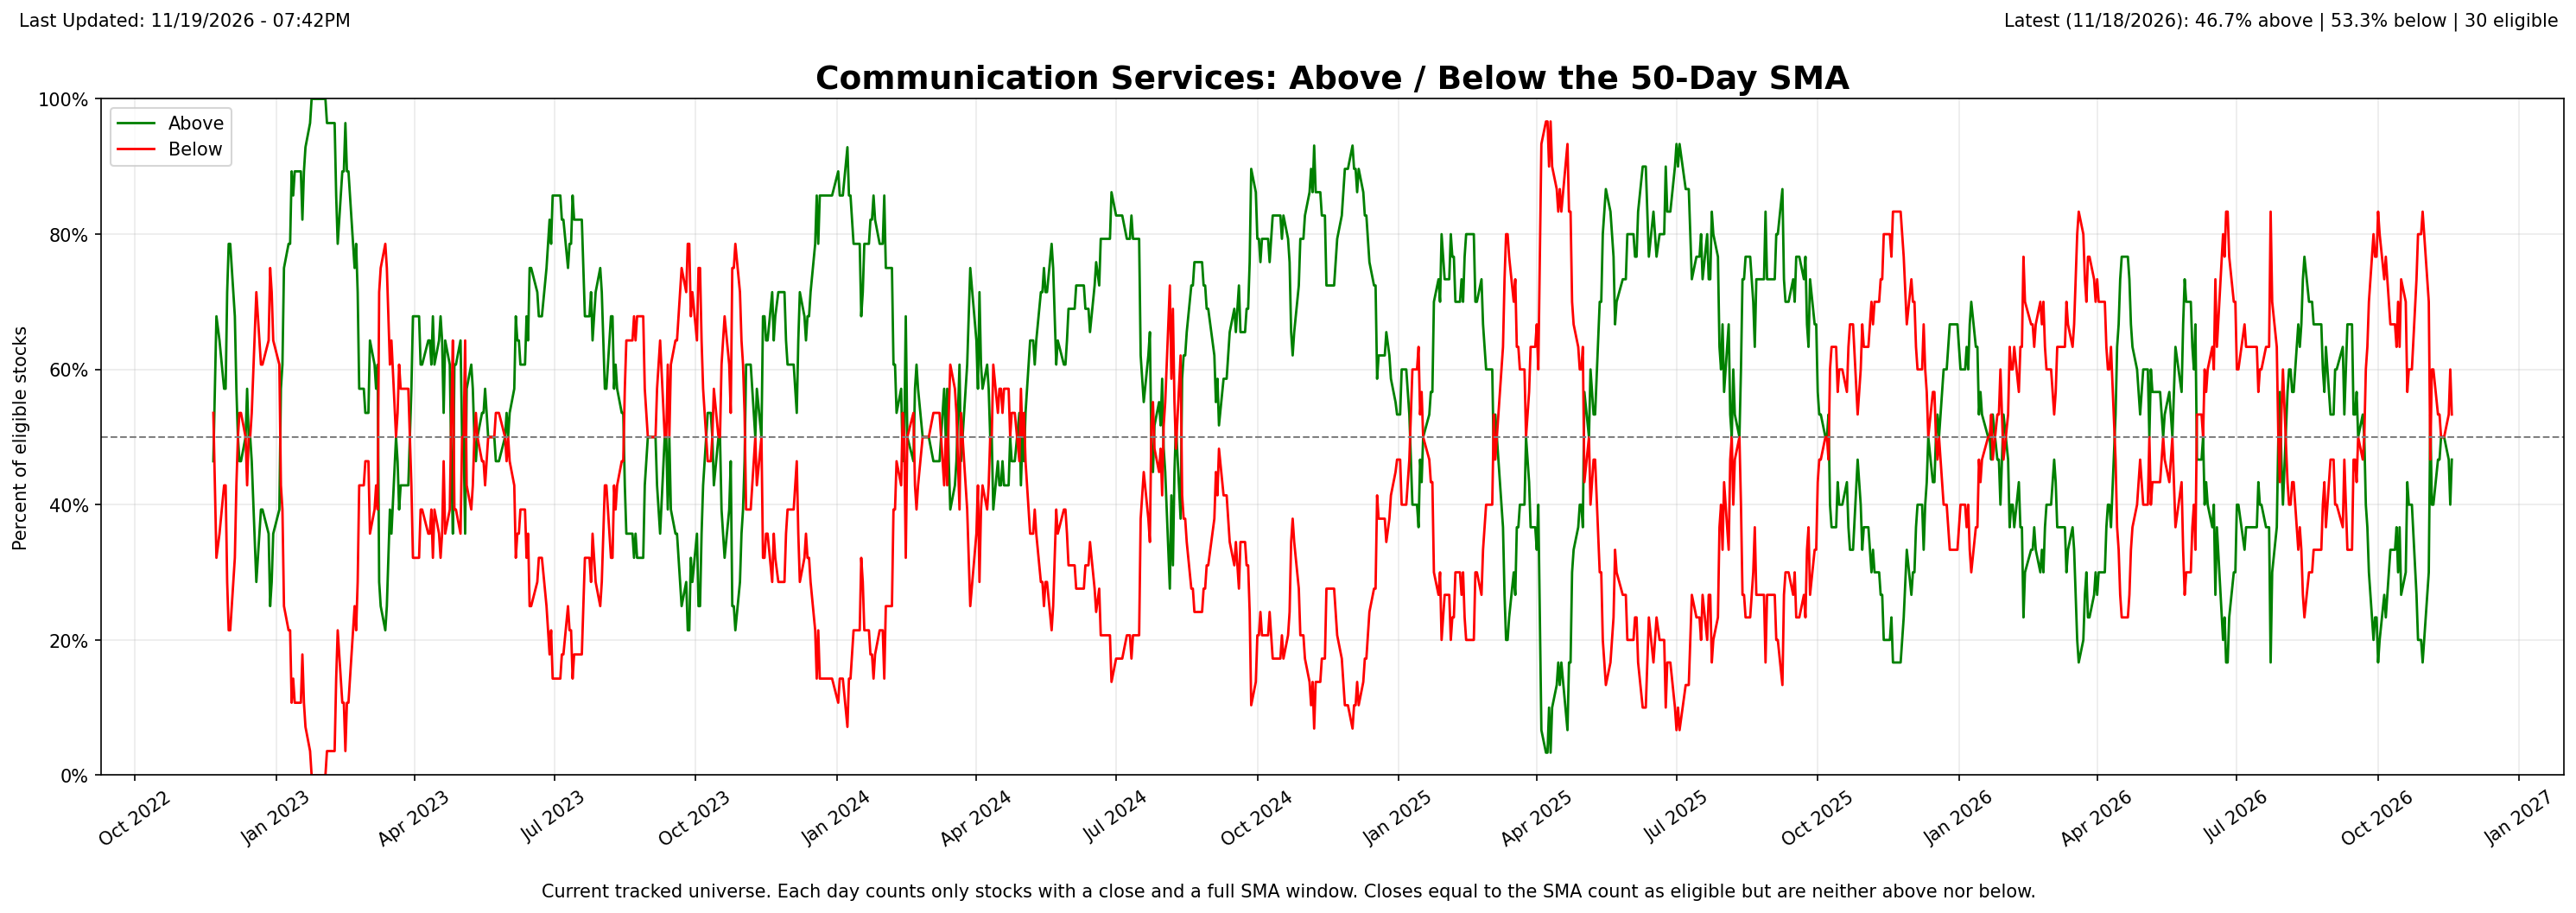 Last Updated: 11/19/2026 - 07:42PM
Latest (11/18/2026): 46.7% above | 53.3% below | 30 eligible
Communication Services: Above / Below the 50-Day SMA
Above
Below
Percent of eligible stocks
100%
80%
60%
40%
20%
0%
Oct 2022
Jan 2023
Apr 2023
Jul 2023
Oct 2023
Jan 2024
Apr 2024
Jul 2024
Oct 2024
Jan 2025
Apr 2025
Jul 2025
Oct 2025
Jan 2026
Apr 2026
Jul 2026
Oct 2026
Jan 2027
Current tracked universe. Each day counts only stocks with a close and a full SMA window. Closes equal to the SMA count as eligible but are neither above nor below.